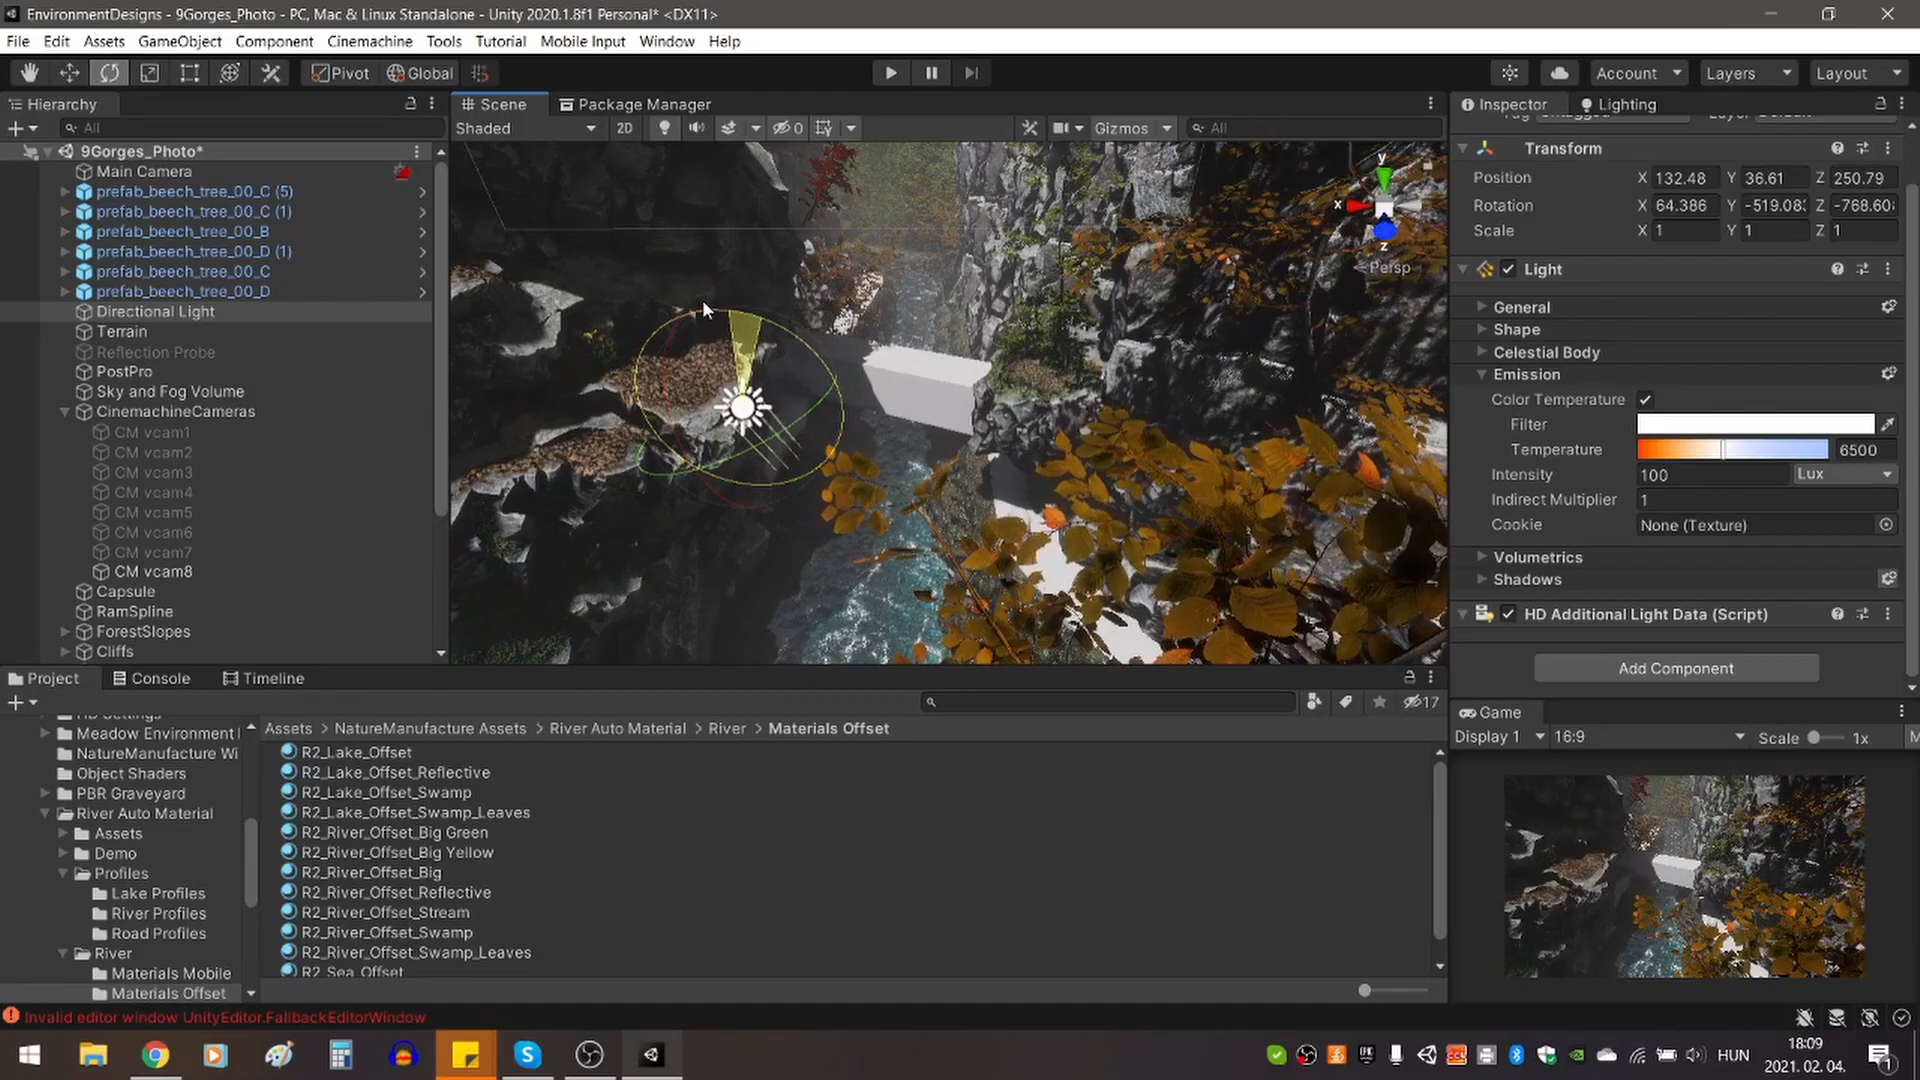 EnvironmentDesigns - 9Gorges_Photo - PC, Mac & Linux Standalone - Unity 2020.1.8f1 Personal* <DX11>
File Edit Assets GameObject Component Cinemachine Tools Tutorial Mobile Input Window Help
Pivot Global Account Layers Layout
Hierarchy
All
9Gorges_Photo*
Main Camera
prefab_beech_tree_00_C (5)
prefab_beech_tree_00_C (1)
prefab_beech_tree_00_B
prefab_beech_tree_00_D (1)
prefab_beech_tree_00_C
prefab_beech_tree_00_D
Directional Light
Terrain
Reflection Probe
PostPro
Sky and Fog Volume
CinemachineCameras
CM vcam1
CM vcam2
CM vcam3
CM vcam4
CM vcam5
CM vcam6
CM vcam7
CM vcam8
Capsule
RamSpline
ForestSlopes
Cliffs
Scene Package Manager
Shaded 2D 0 Gizmos All
y
x
z
Persp
Inspector Lighting
Transform
Position X 132.48 Y 36.61 Z 250.79
Rotation X 64.386 Y -519.08 Z -768.60
Scale X 1 Y 1 Z 1
Light
General
Shape
Celestial Body
Emission
Color Temperature
Filter
Temperature 6500
Intensity 100 Lux
Indirect Multiplier 1
Cookie None (Texture)
Volumetrics
Shadows
HD Additional Light Data (Script)
Add Component
Game
Display 1 16:9 Scale 1x M
Project Console Timeline
17
Meadow Environment
NatureManufacture Wi
Object Shaders
PBR Graveyard
River Auto Material
Assets
Demo
Profiles
Lake Profiles
River Profiles
Road Profiles
River
Materials Mobile
Materials Offset
Assets > NatureManufacture Assets > River Auto Material > River > Materials Offset
R2_Lake_Offset
R2_Lake_Offset_Reflective
R2_Lake_Offset_Swamp
R2_Lake_Offset_Swamp_Leaves
R2_River_Offset_Big Green
R2_River_Offset_Big Yellow
R2_River_Offset_Big
R2_River_Offset_Reflective
R2_River_Offset_Stream
R2_River_Offset_Swamp
R2_River_Offset_Swamp_Leaves
R2_Sea_Offset
Invalid editor window UnityEditor.FallbackEditorWindow
HUN
18:09
2021. 02. 04.
1